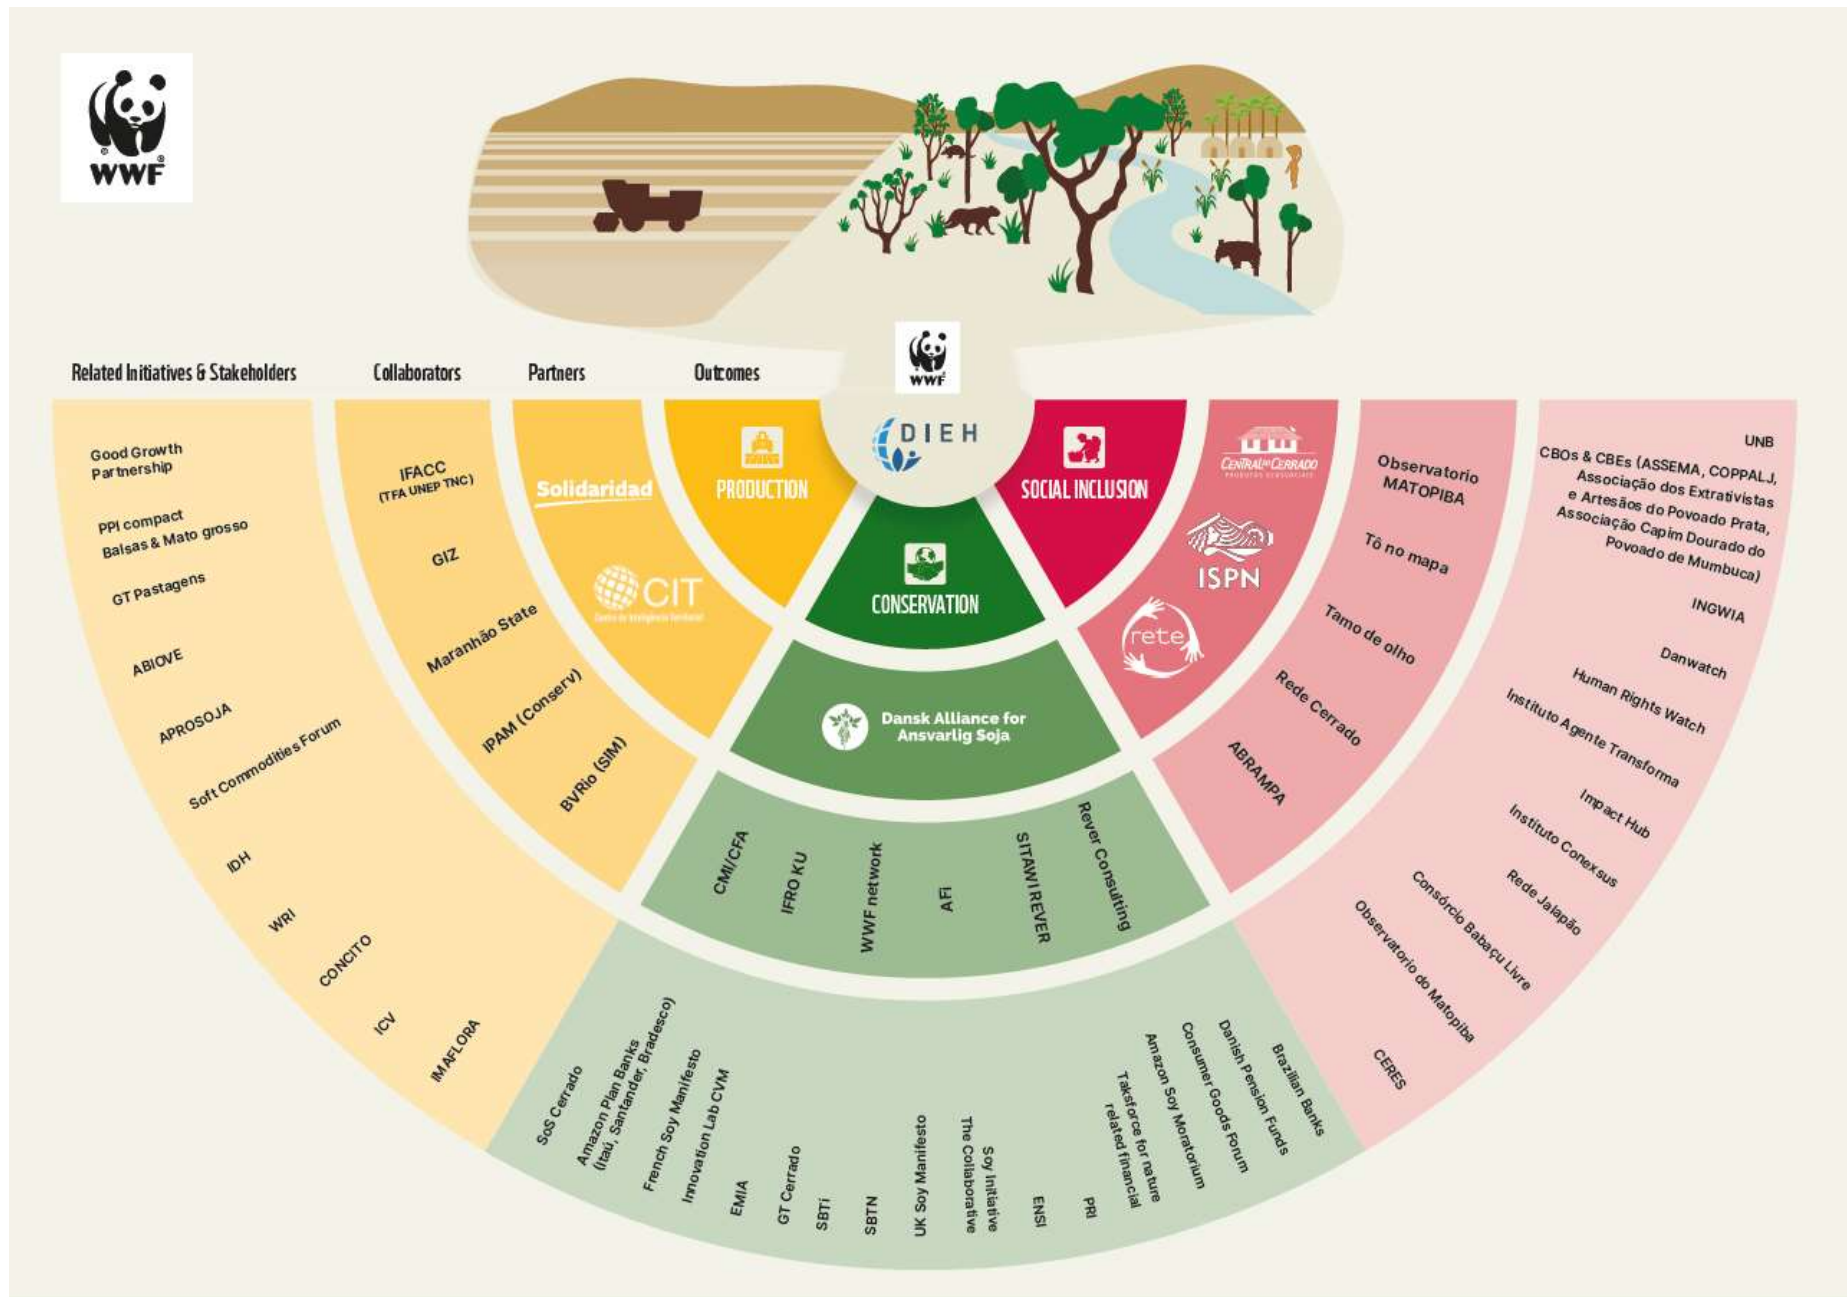 WWF
WWF
Related Initiatives & Stakeholders
Collaborators
Partners
Outcomes
DIEH
PRODUCTION
CONSERVATION
SOCIAL INCLUSION
Solidaridad
CIT
Centro de Inteligência Territorial
Dansk Alliance for
Ansvarlig Soja
CENTRAL DO CERRADO
PRODUTOS ECOSSOCIAIS
ISPN
rete
IFACC
(TFA UNEP TNC)
GIZ
Maranhão State
IPAM (Conserv)
BVRio (SIM)
CMI/CFA
IFRO KU
WWF network
AFi
SITAWI REVER
Rever Consulting
Observatorio
MATOPIBA
Tô no mapa
Tamo de olho
Rede Cerrado
ABRAMPA
Good Growth
Partnership
PPI compact
Balsas & Mato grosso
GT Pastagens
ABIOVE
APROSOJA
Soft Commodities Forum
IDH
WRI
CONCITO
ICV
IMAFLORA
SoS Cerrado
Amazon Plan Banks
(Itaú, Santander, Bradesco)
French Soy Manifesto
Innovation Lab CVM
EMIA
GT Cerrado
SBTi
SBTN
UK Soy Manifesto
The Collaborative
Soy Initiative
ENSI
PRI
Taksforce for nature
related financial
Amazon Soy Moratorium
Consumer Goods Forum
Danish Pension Funds
Brazilian Banks
UNB
CBOs & CBEs (ASSEMA, COPPALJ,
Associação dos Extrativistas
e Artesãos do Povoado Prata,
Associação Capim Dourado do
Povoado de Mumbuca)
INGWIA
Danwatch
Human Rights Watch
Instituto Agente Transforma
Impact Hub
Instituto Conexsus
Rede Jalapão
Consórcio Babaçu Livre
Observatorio do Matopiba
CERES